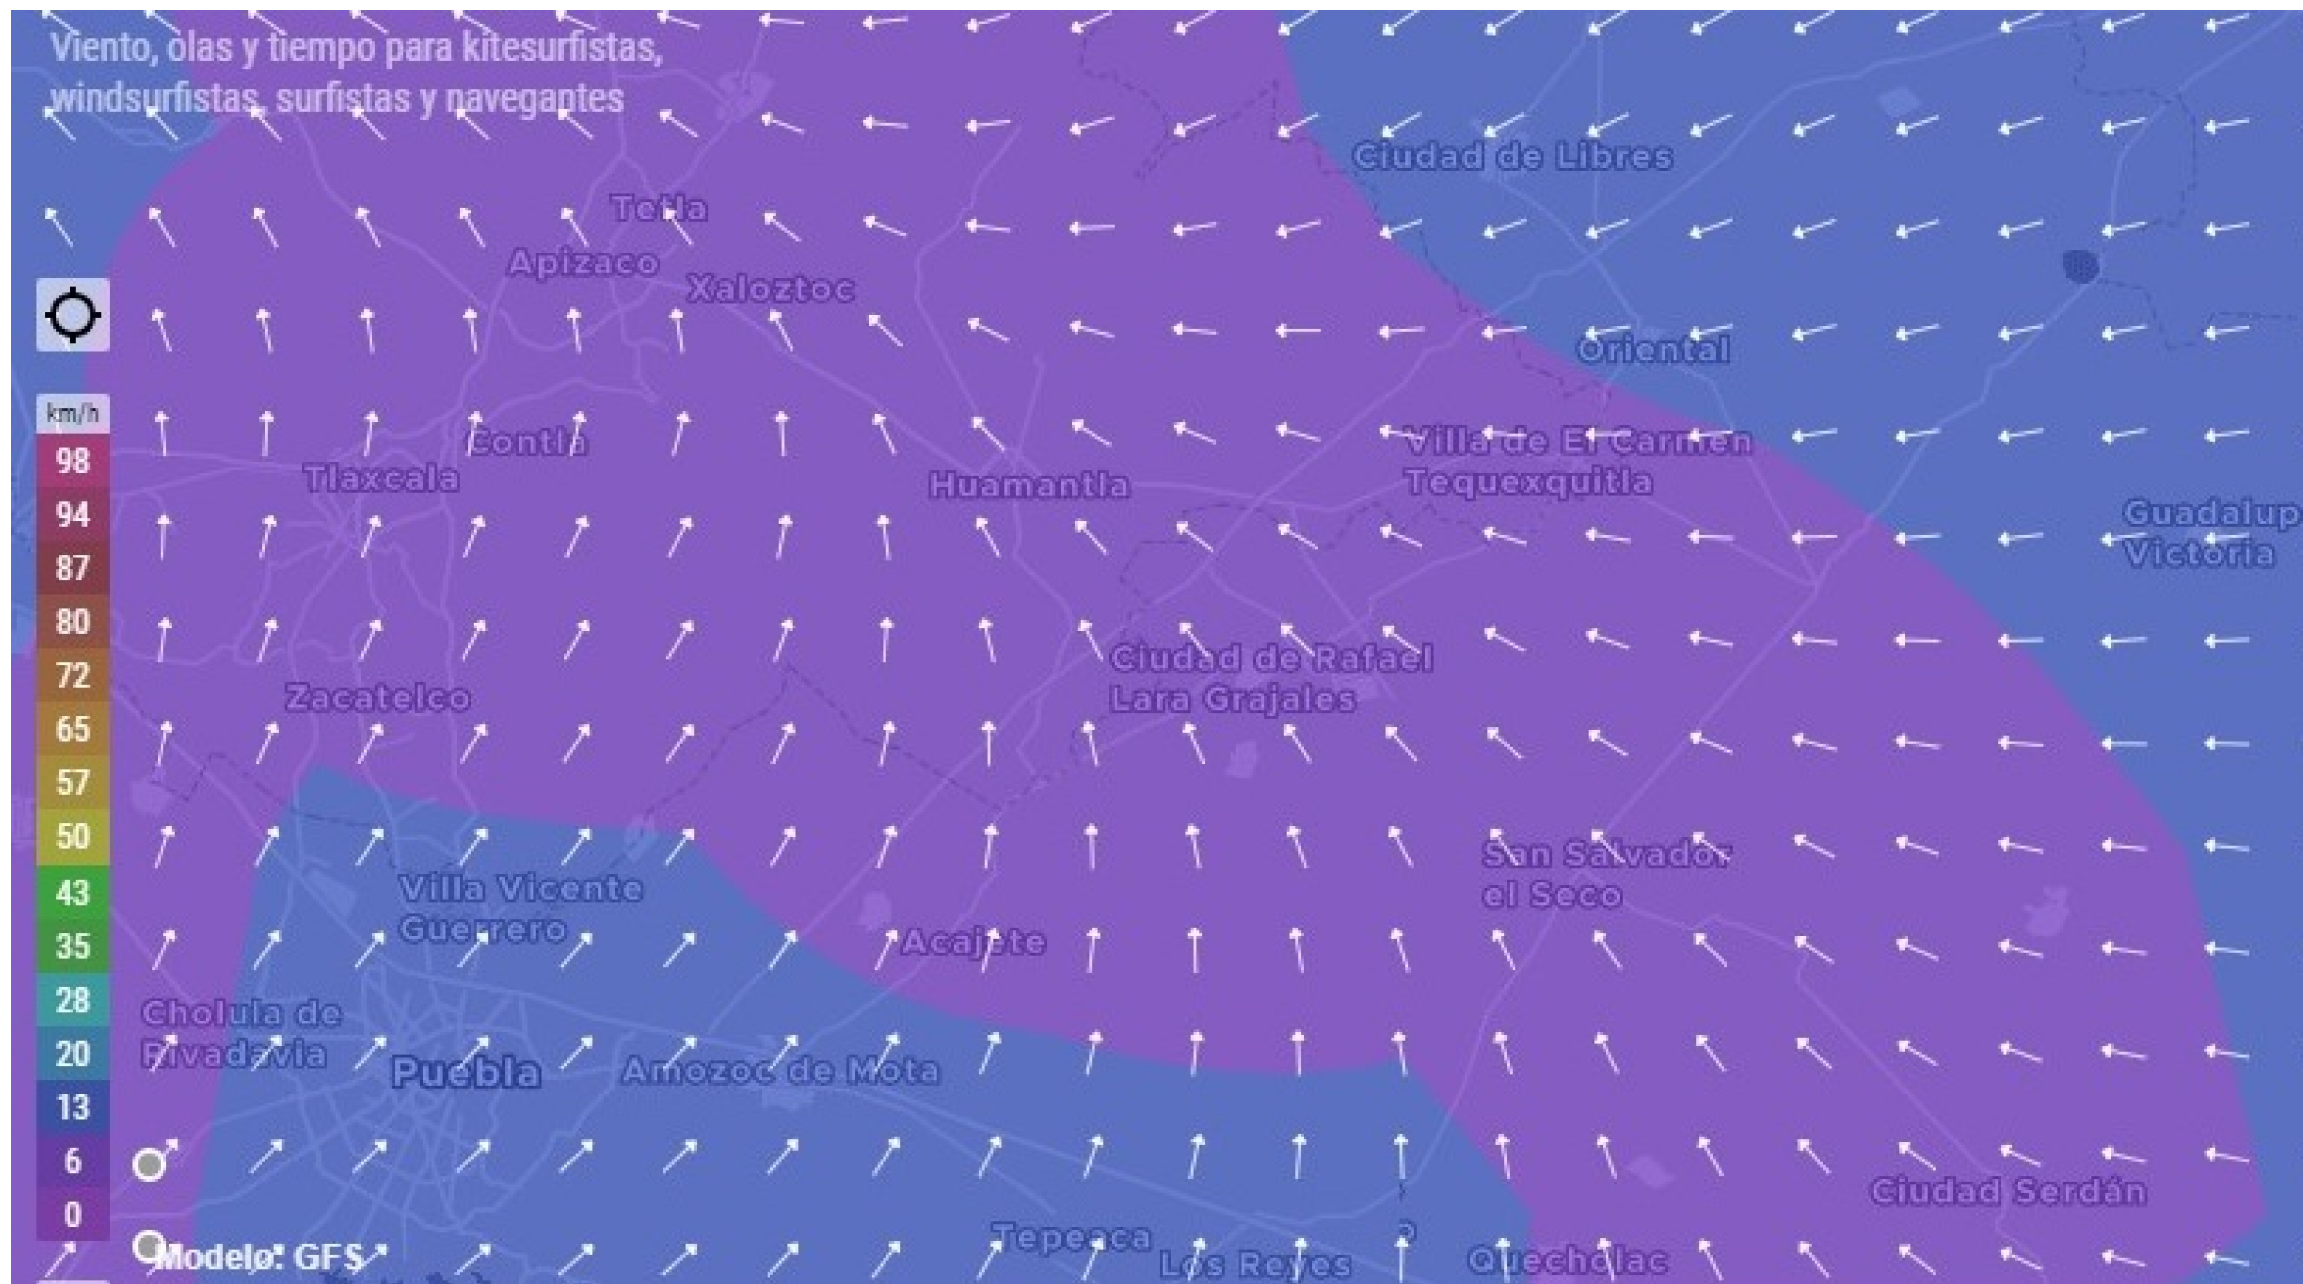 Viento, olas y tiempo para kitesurfistas,
windsurfistas, surfistas y navegantes
Ciudad de Libres
Tetla
Apizaco
Xaloztoc
Oriental
km/h
98
94
87
80
72
65
57
50
43
35
28
20
13
6
0
Contla
Tlaxcala
Huamantla
Villa de El Carmen
Tequexquitla
Guadalup
Victoria
Ciudad de Rafael
Lara Grajales
Zacatelco
San Salvador
el Seco
Villa Vicente
Guerrero
Acajete
Cholula de
Rivadavia
Puebla
Amozoc de Mota
Ciudad Serdán
Tepeaca
Los Reyes
Quecholac
Modelo: GFS